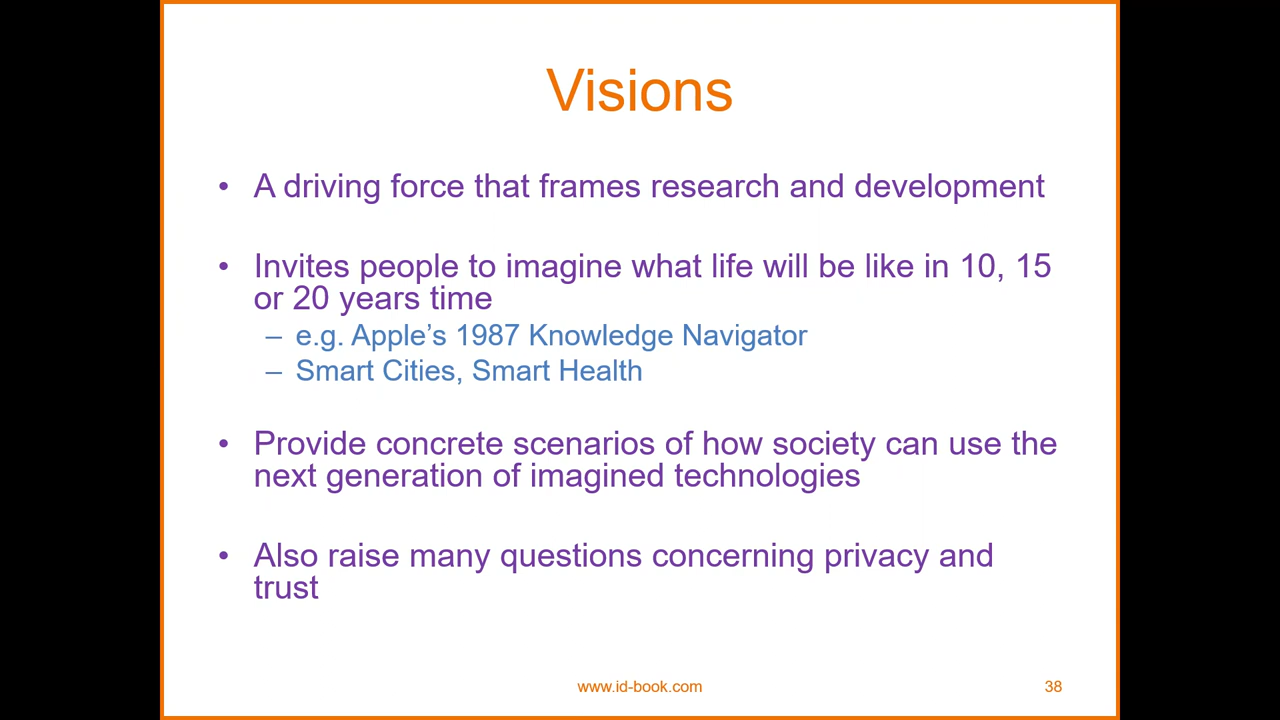 Visions
• A driving force that frames research and development
• Invites people to imagine what life will be like in 10, 15
or 20 years time
– e.g. Apple’s 1987 Knowledge Navigator
– Smart Cities, Smart Health
• Provide concrete scenarios of how society can use the
next generation of imagined technologies
• Also raise many questions concerning privacy and
trust
www.id-book.com
38